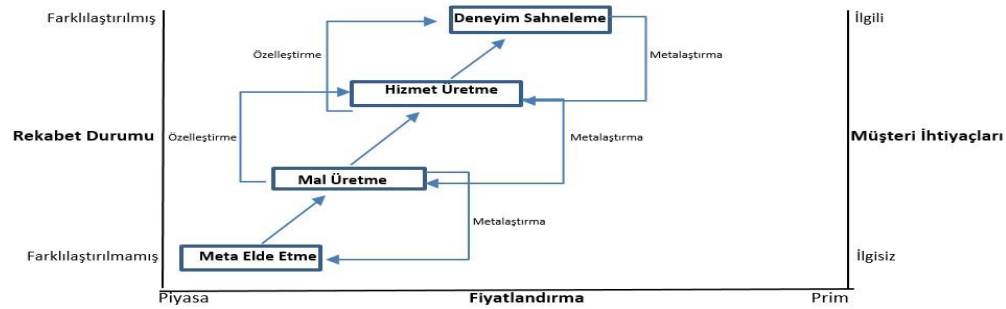 Farklılaştırılmış
Deneyim Sahneleme
İlgili
Özelleştirme
Metalaştırma
Hizmet Üretme
Rekabet Durumu
Özelleştirme
Metalaştırma
Müşteri İhtiyaçları
Mal Üretme
Metalaştırma
Farklılaştırılmamış
Meta Elde Etme
İlgisiz
Piyasa
Fiyatlandırma
Prim